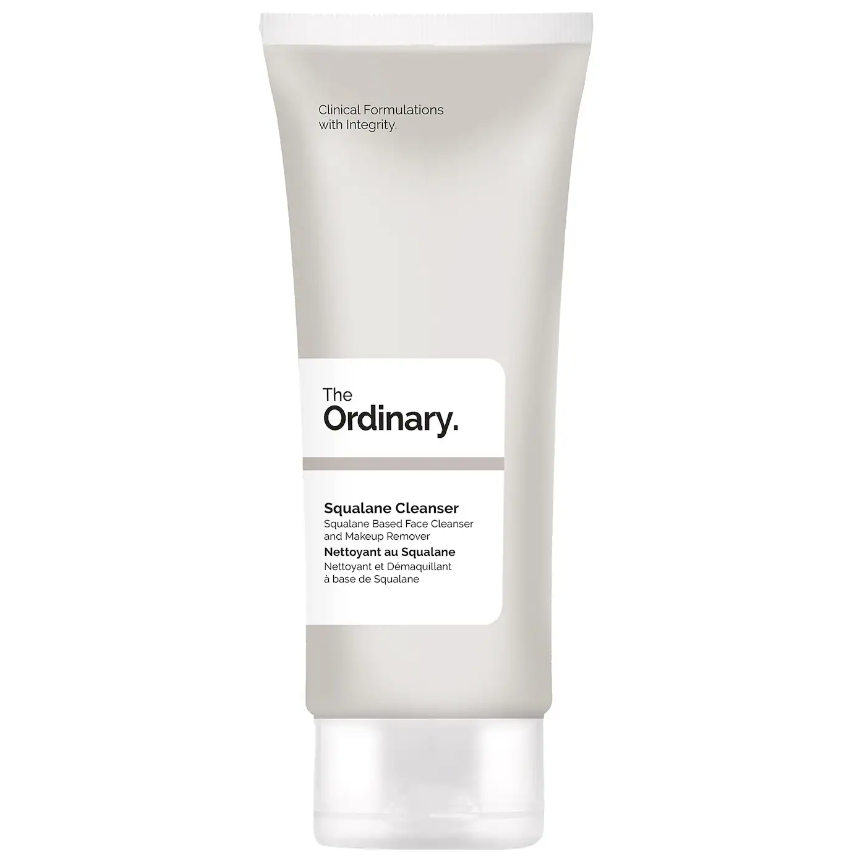 Clinical Formulations
with Integrity.
The
Ordinary.
Squalane Cleanser
Squalane Based Face Cleanser
and Makeup Remover
Nettoyant au Squalane
Nettoyant et Démaquillant
à base de Squalane